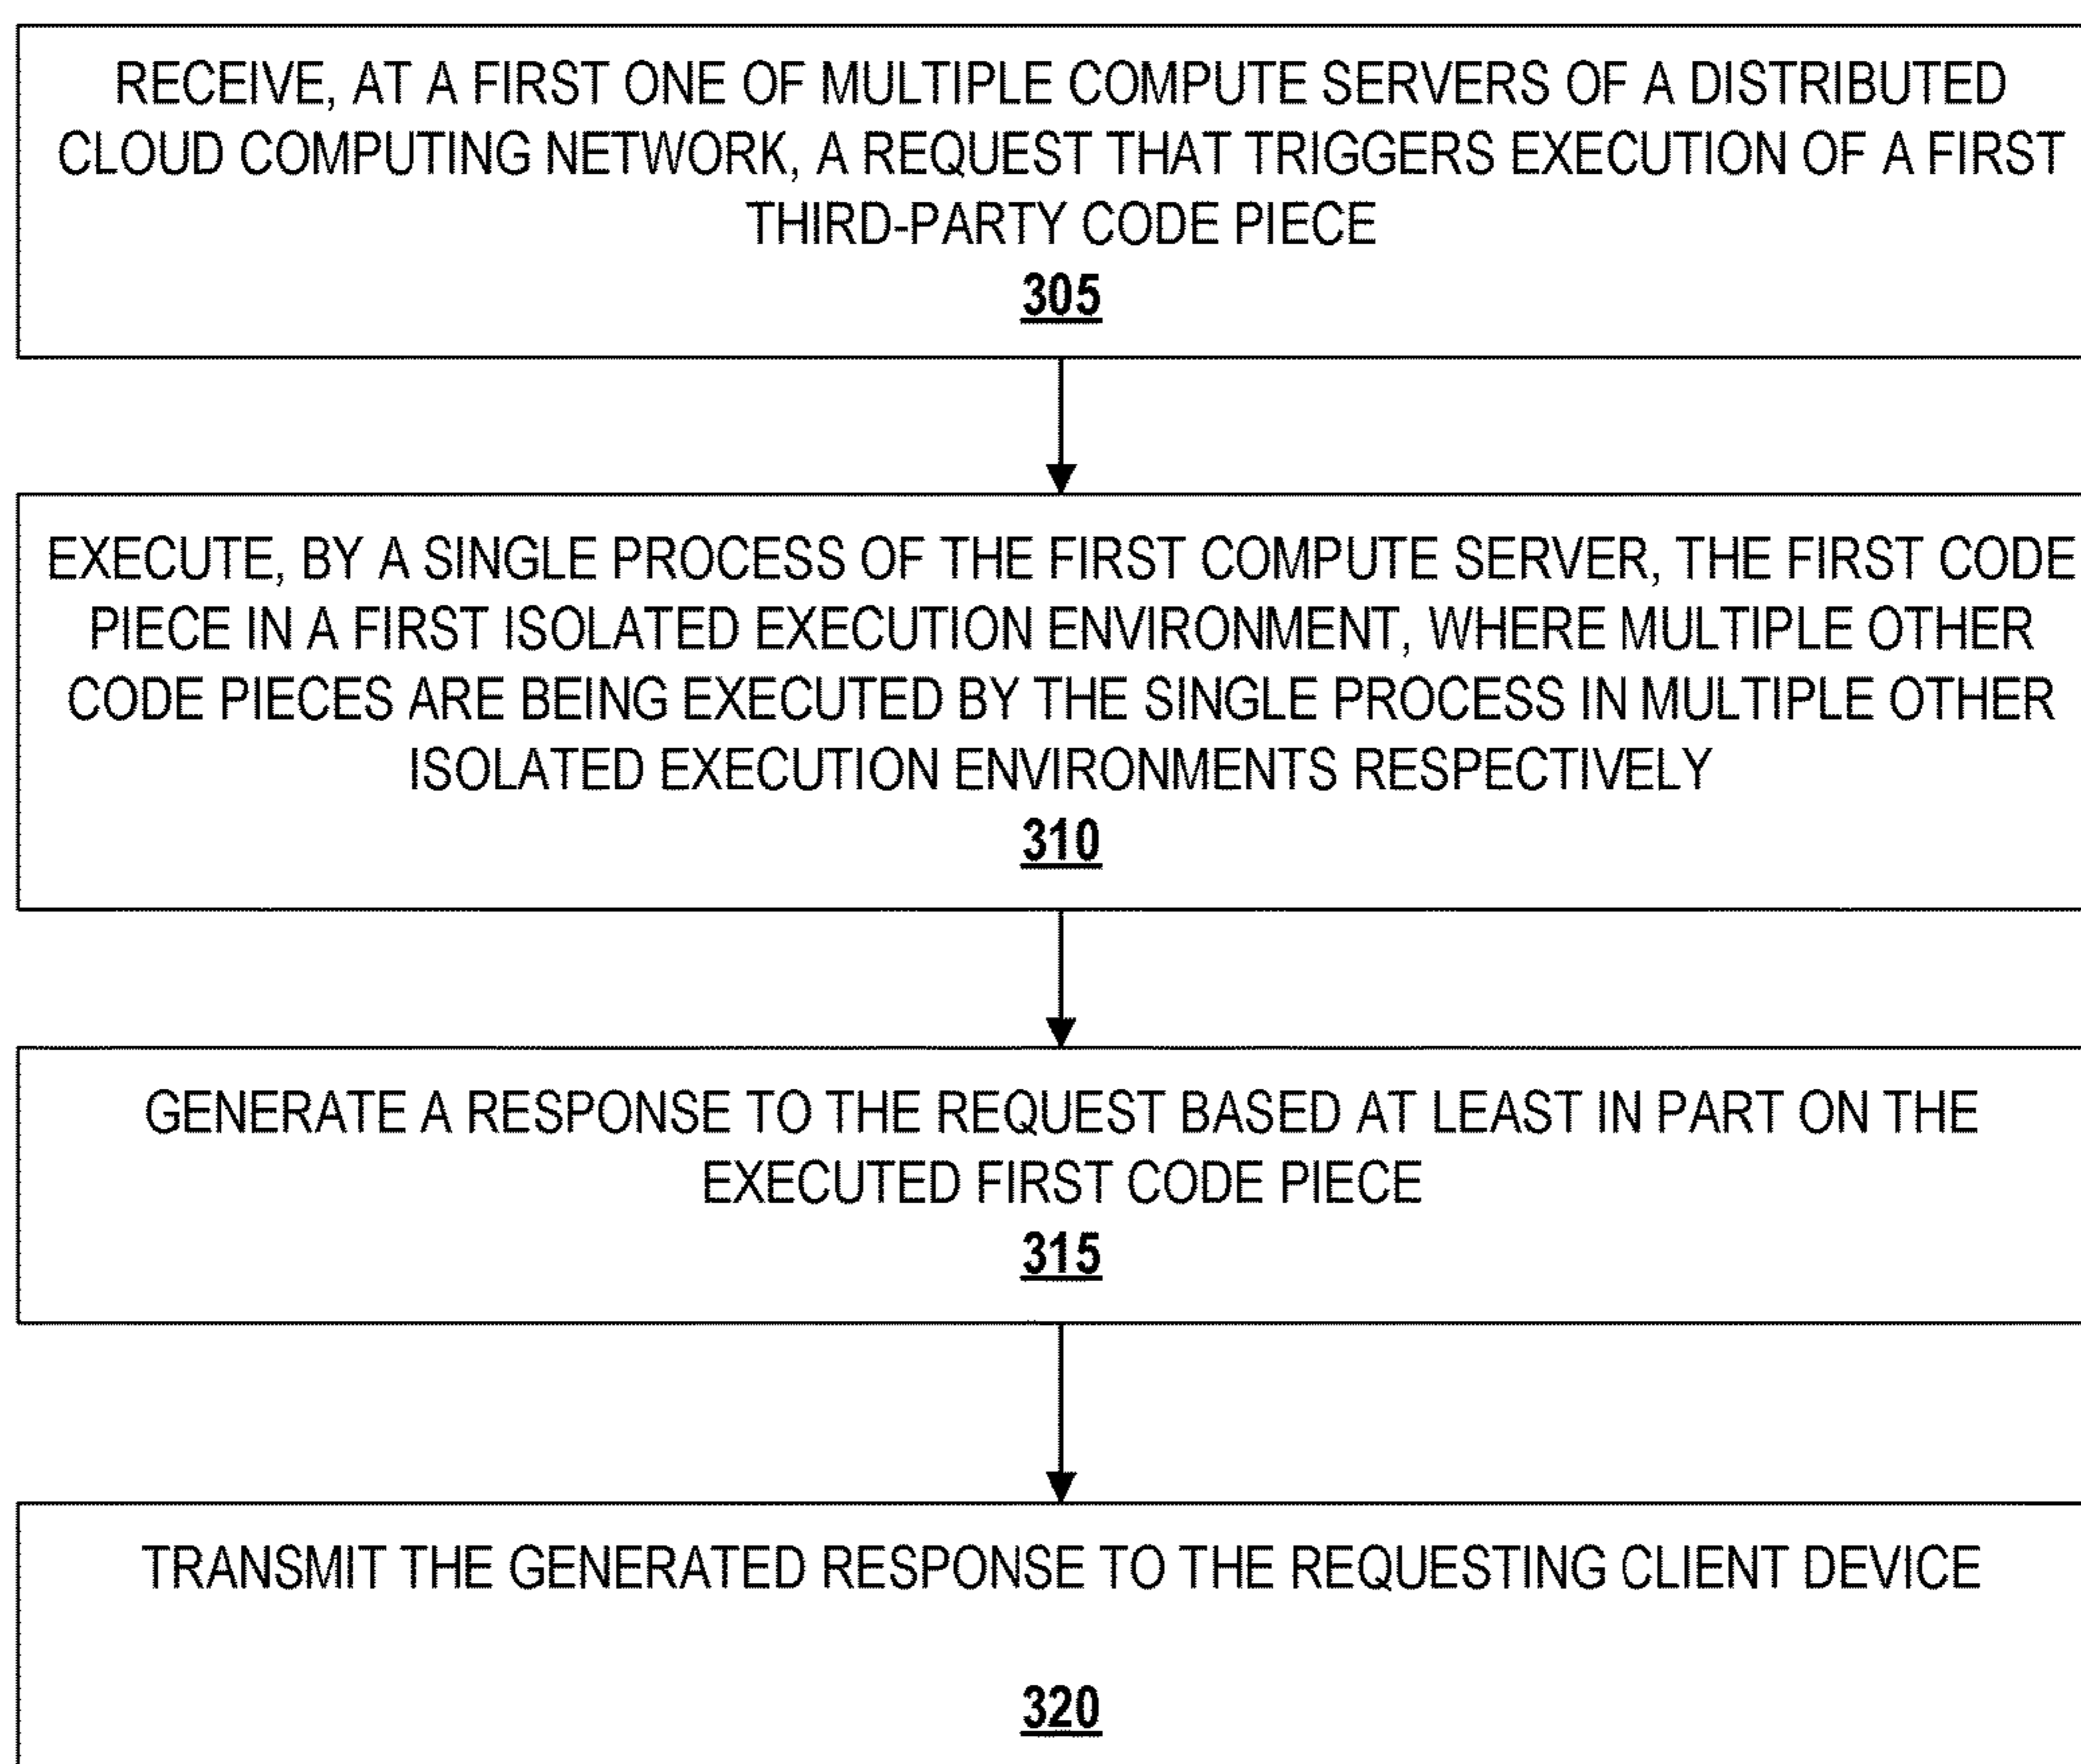 RECEIVE, AT A FIRST ONE OF MULTIPLE COMPUTE SERVERS OF A DISTRIBUTED
CLOUD COMPUTING NETWORK, A REQUEST THAT TRIGGERS EXECUTION OF A FIRST
THIRD-PARTY CODE PIECE
305
EXECUTE, BY A SINGLE PROCESS OF THE FIRST COMPUTE SERVER, THE FIRST CODE
PIECE IN A FIRST ISOLATED EXECUTION ENVIRONMENT, WHERE MULTIPLE OTHER
CODE PIECES ARE BEING EXECUTED BY THE SINGLE PROCESS IN MULTIPLE OTHER
ISOLATED EXECUTION ENVIRONMENTS RESPECTIVELY
310
GENERATE A RESPONSE TO THE REQUEST BASED AT LEAST IN PART ON THE
EXECUTED FIRST CODE PIECE
315
TRANSMIT THE GENERATED RESPONSE TO THE REQUESTING CLIENT DEVICE
320